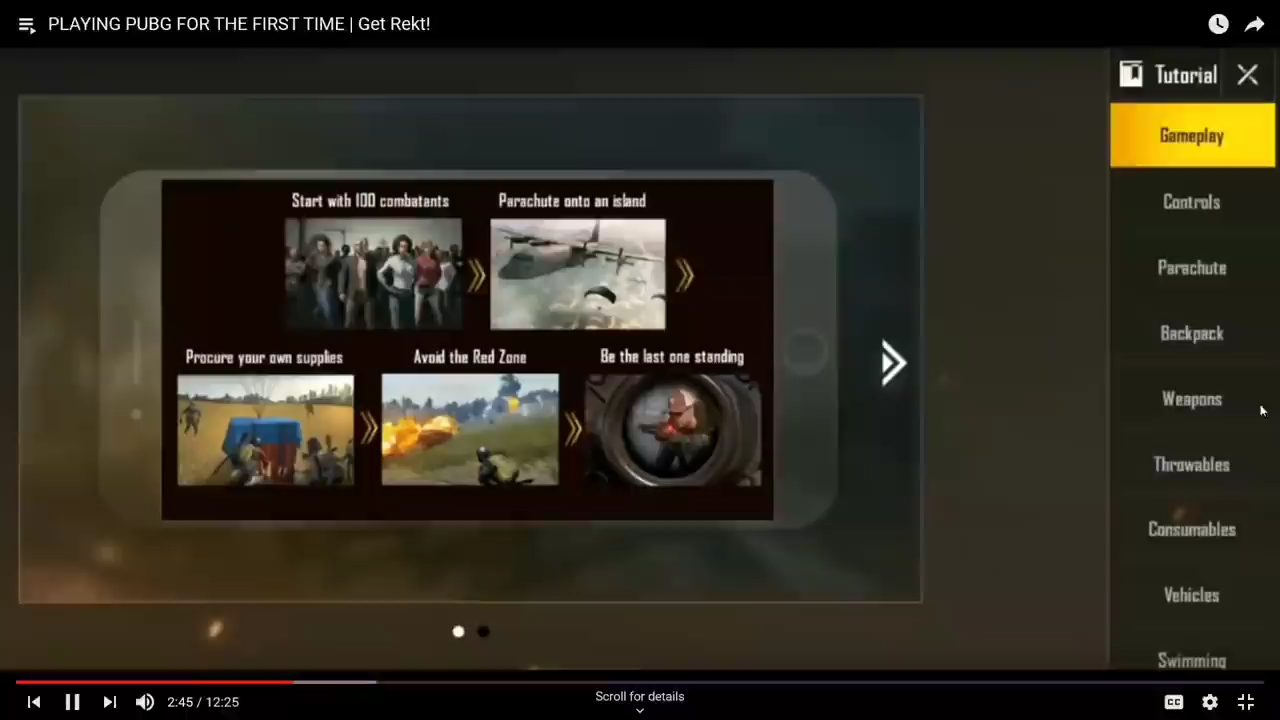 PLAYING PUBG FOR THE FIRST TIME | Get Rekt!
Tutorial
Gameplay
Controls
Parachute
Backpack
Weapons
Throwables
Consumables
Vehicles
Swimming
Start with 100 combatants
Parachute onto an island
Procure your own supplies
Avoid the Red Zone
Be the last one standing
2:45 / 12:25
Scroll for details
CC